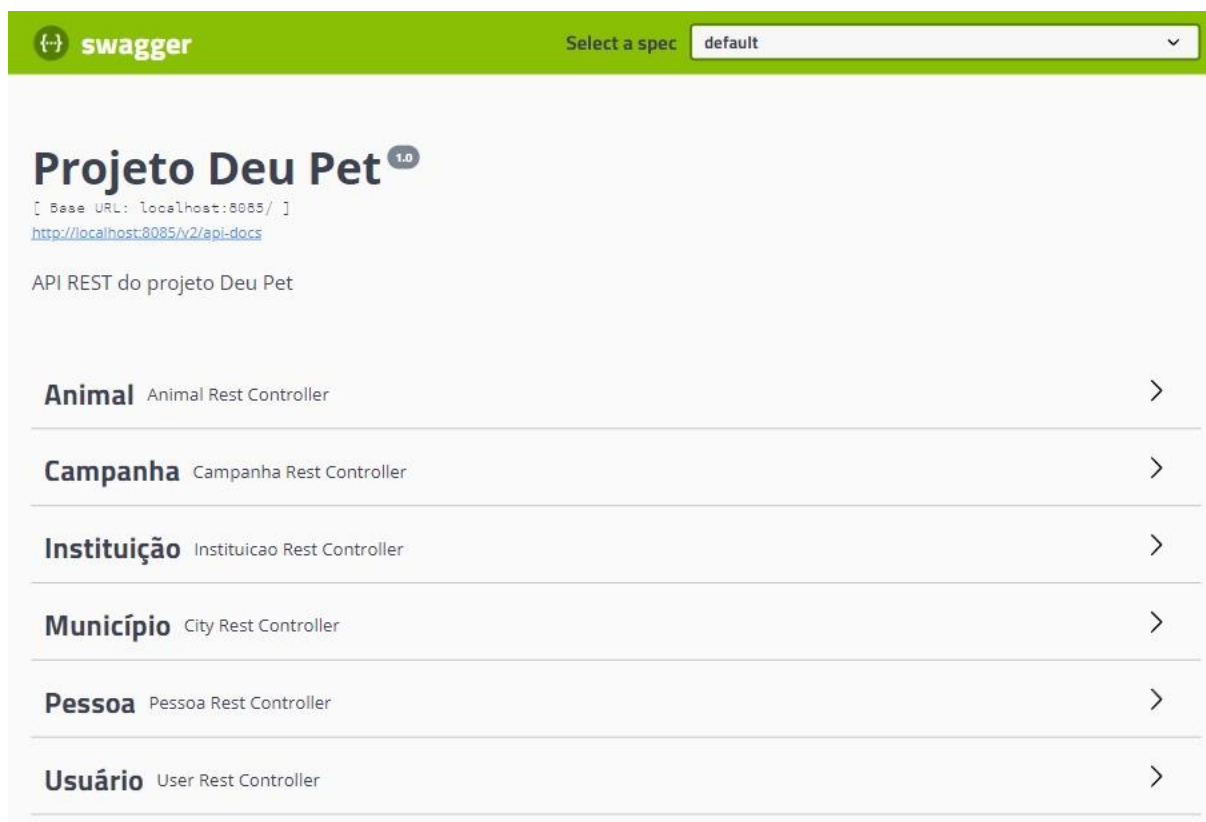 {···} swagger Select a spec default
Projeto Deu Pet 1.0
[ Base URL: localhost:8085/ ]
http://localhost:8085/v2/api-docs
API REST do projeto Deu Pet
Animal Animal Rest Controller
Campanha Campanha Rest Controller
Instituição Instituicao Rest Controller
Município City Rest Controller
Pessoa Pessoa Rest Controller
Usuário User Rest Controller